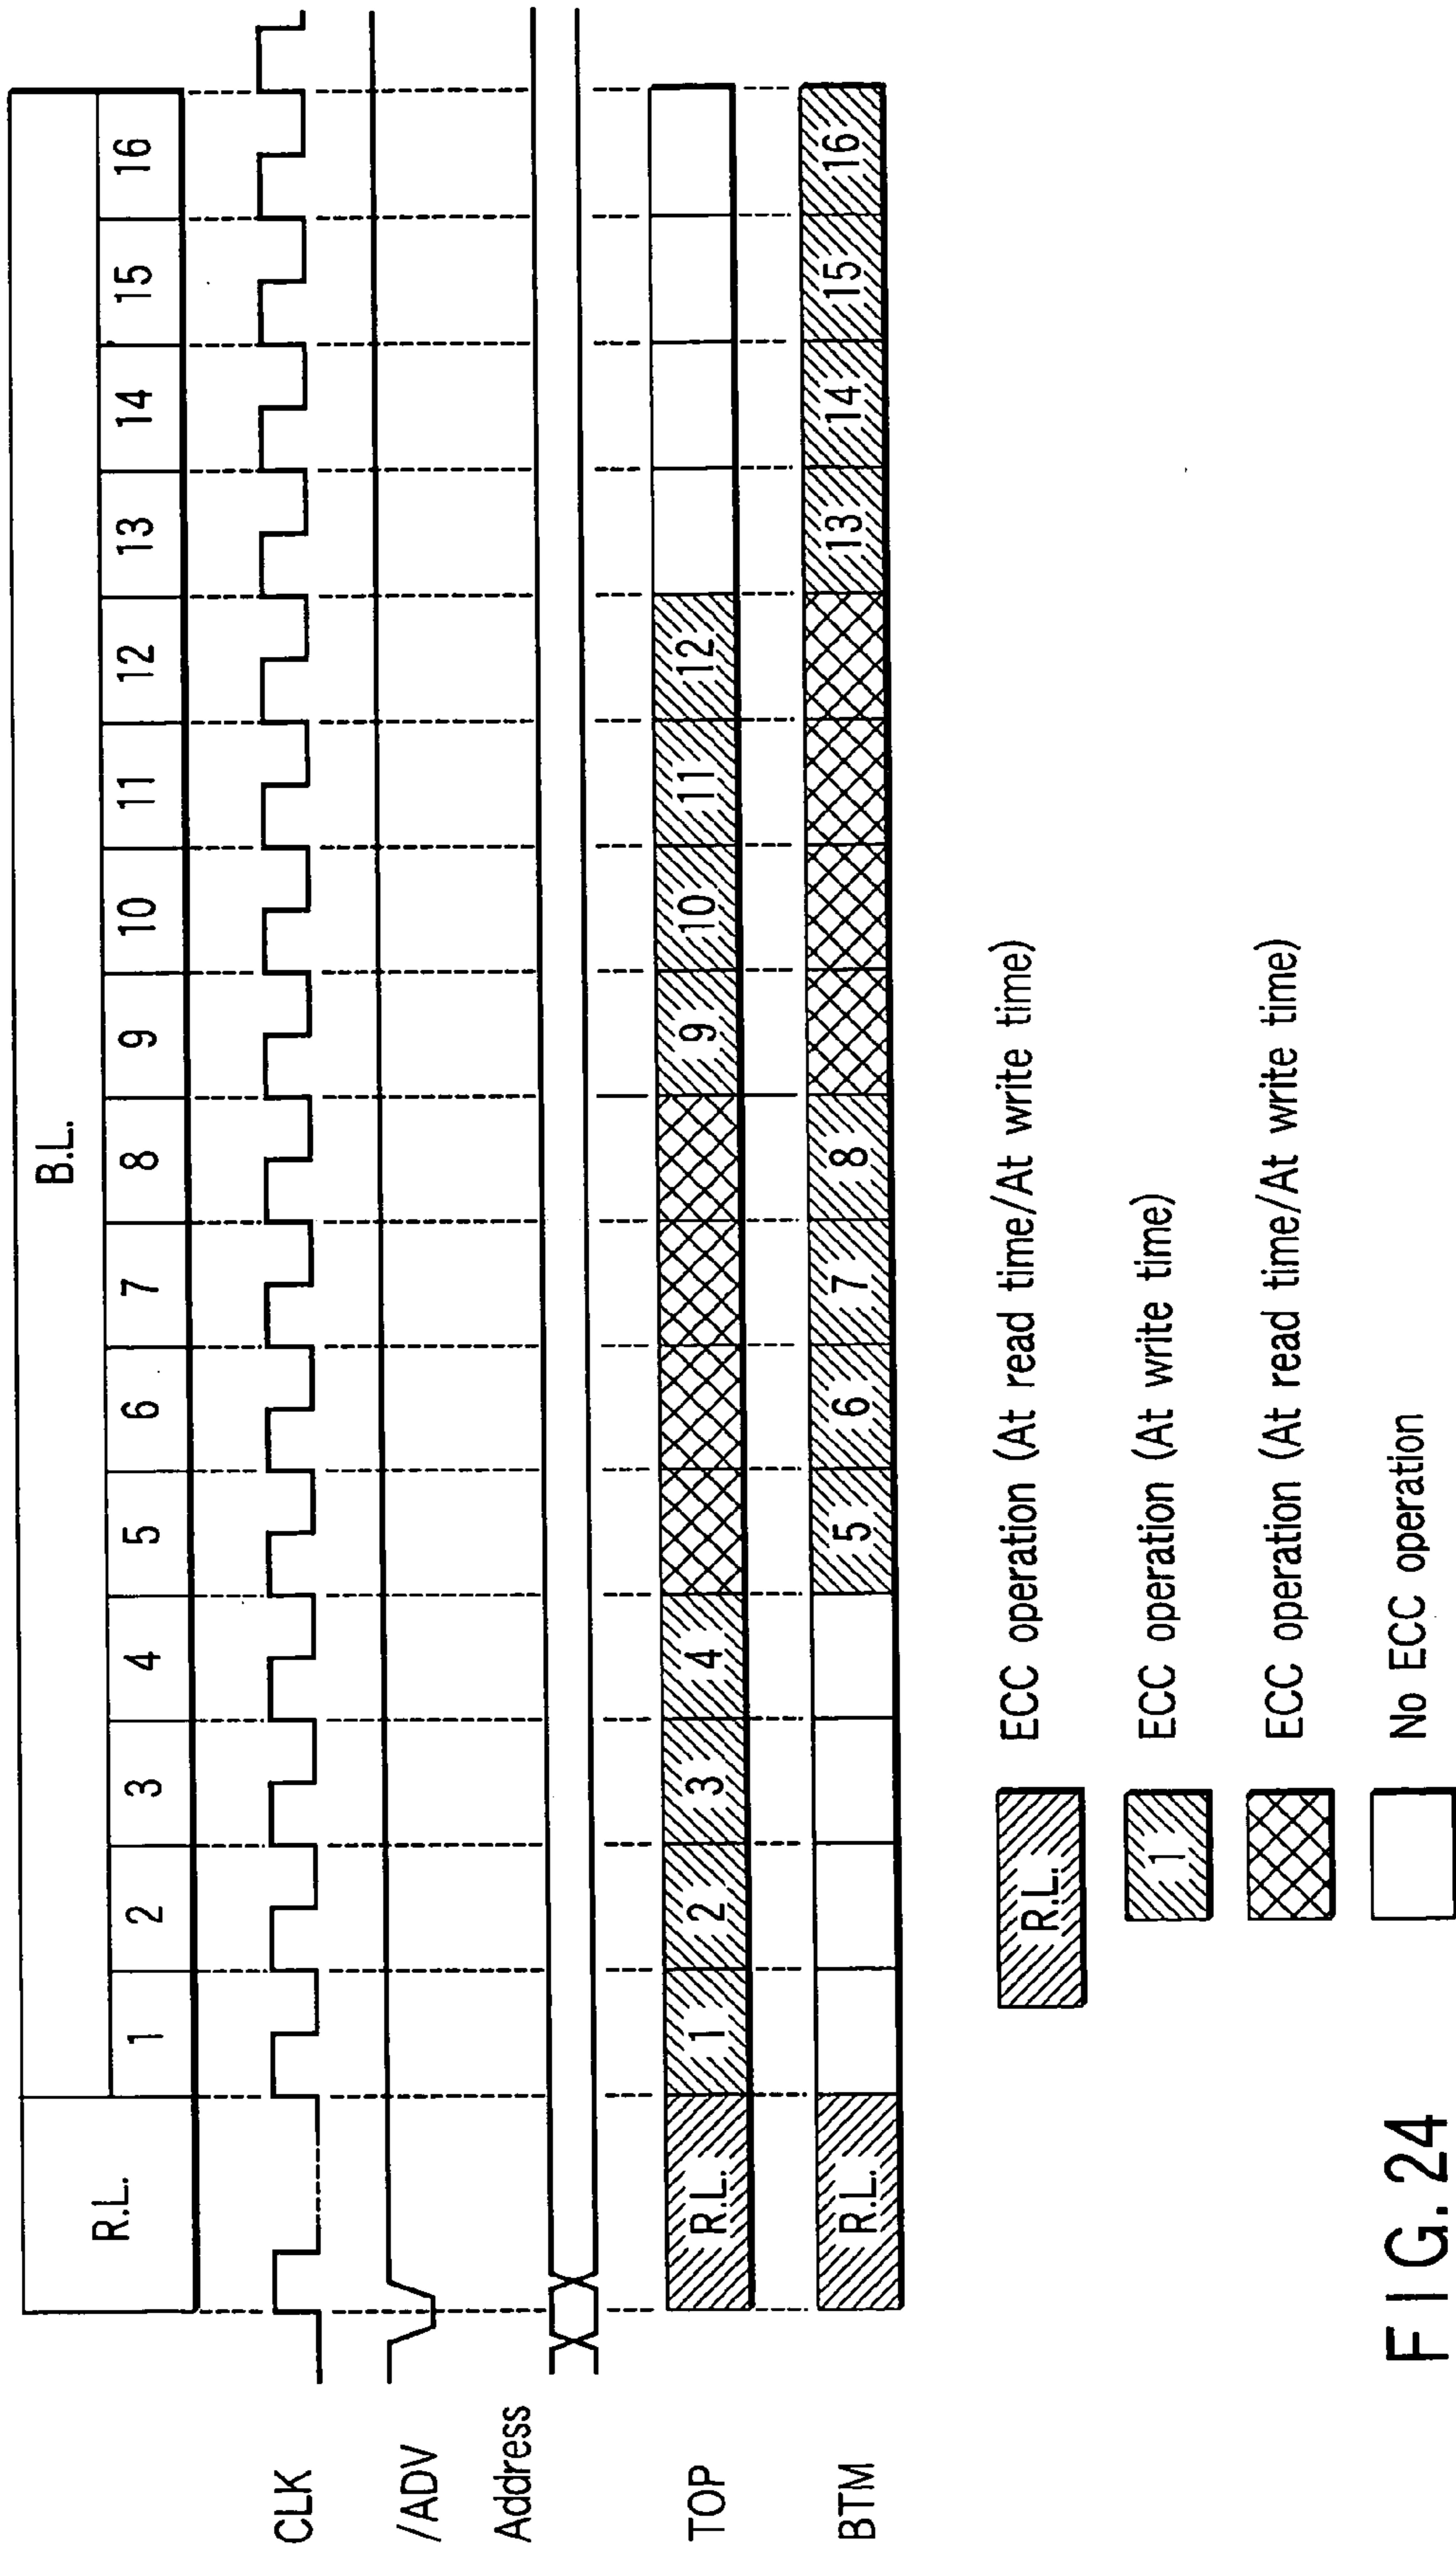 R.L. B.L.
1 2 3 4 5 6 7 8 9 10 11 12 13 14 15 16
CLK
/ADV
Address
TOP R.L. 1 2 3 4 9 10 11 12
BTM R.L. 5 6 7 8 13 14 15 16
R.L. ECC operation (At read time/At write time)
1 ECC operation (At write time)
ECC operation (At read time/At write time)
No ECC operation
FIG. 24